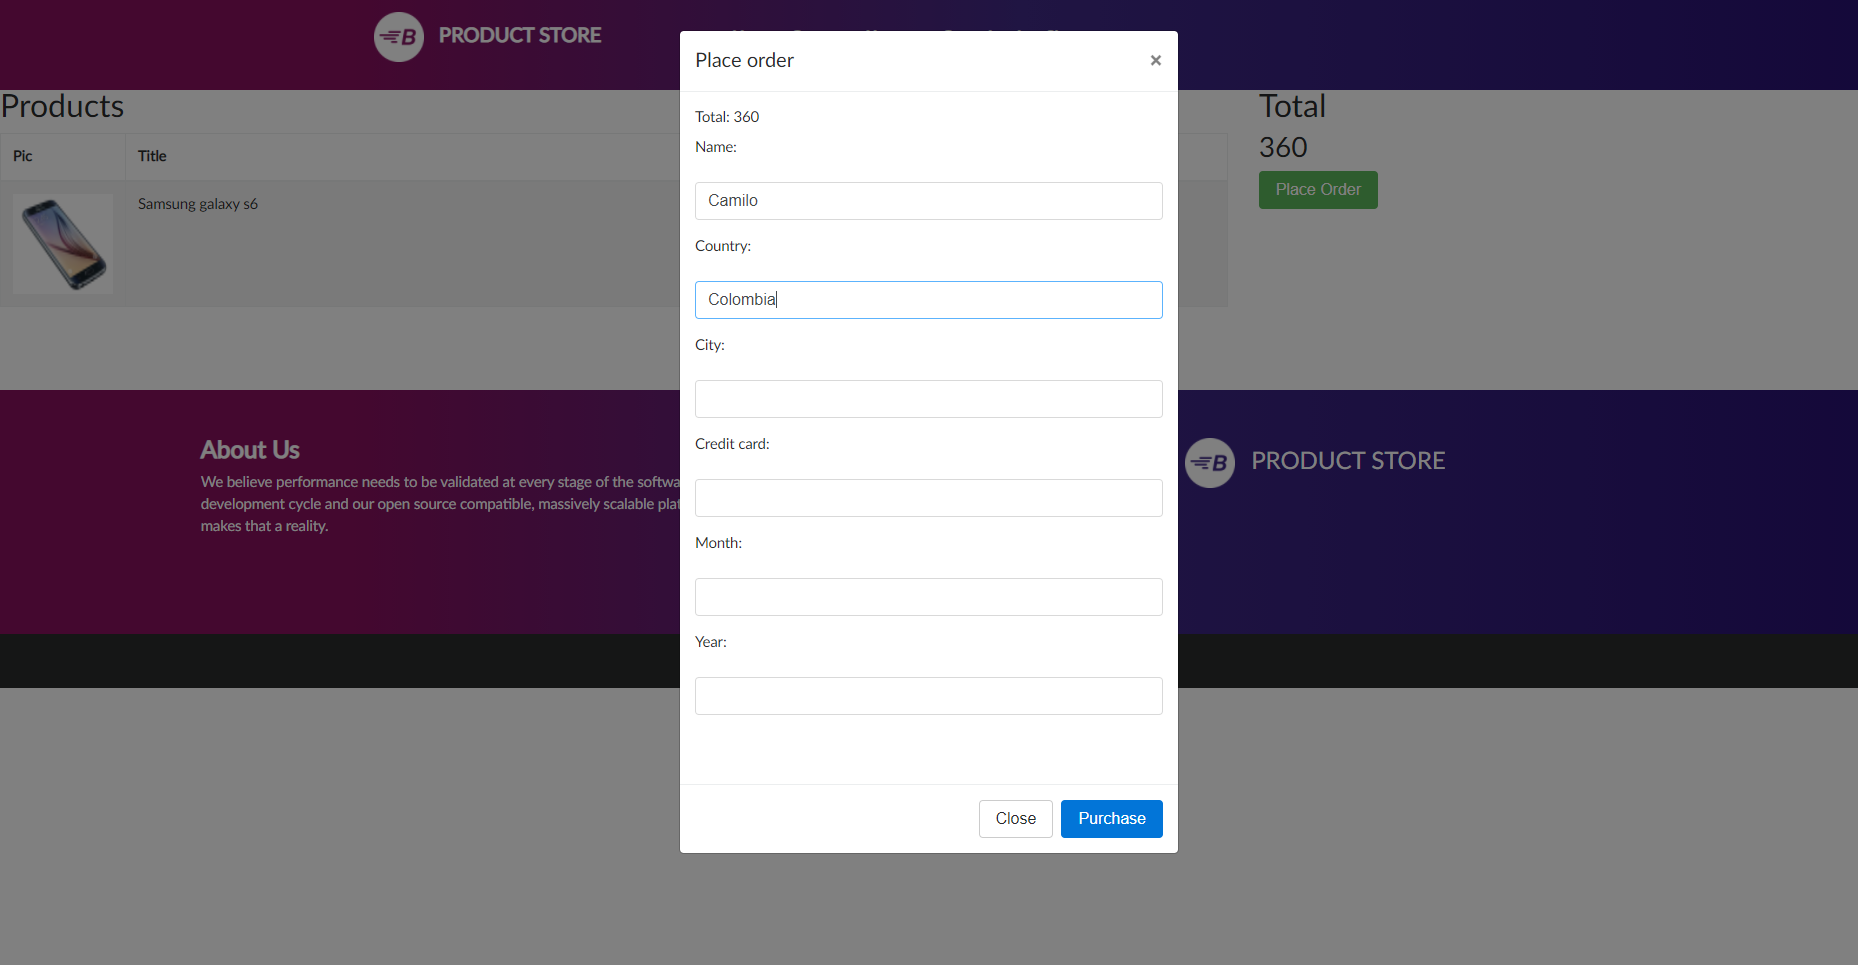 B PRODUCT STORE
Place order ×
Total: 360
Name:
Camilo
Country:
Colombia
City:
Credit card:
Month:
Year:
Close Purchase
Products
Pic Title
Samsung galaxy s6
Total
360
Place Order
About Us
We believe performance needs to be validated at every stage of the softwa
development cycle and our open source compatible, massively scalable plat
makes that a reality.
B PRODUCT STORE